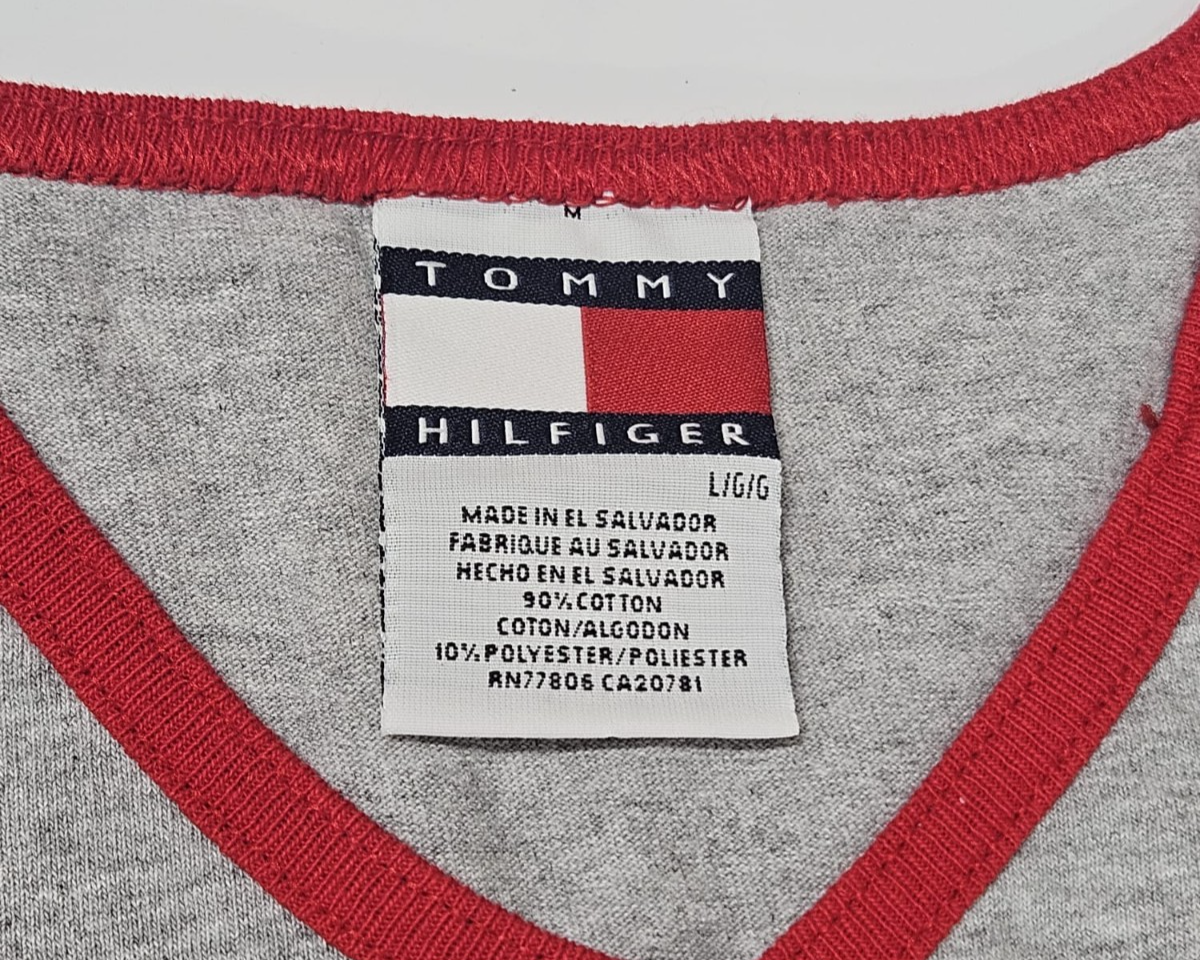 M
TOMMY
HILFIGER
L/G/G
MADE IN EL SALVADOR
FABRIQUE AU SALVADOR
HECHO EN EL SALVADOR
90% COTTON
COTON/ALGODON
10% POLYESTER/POLIESTER
RN77806 CA20781